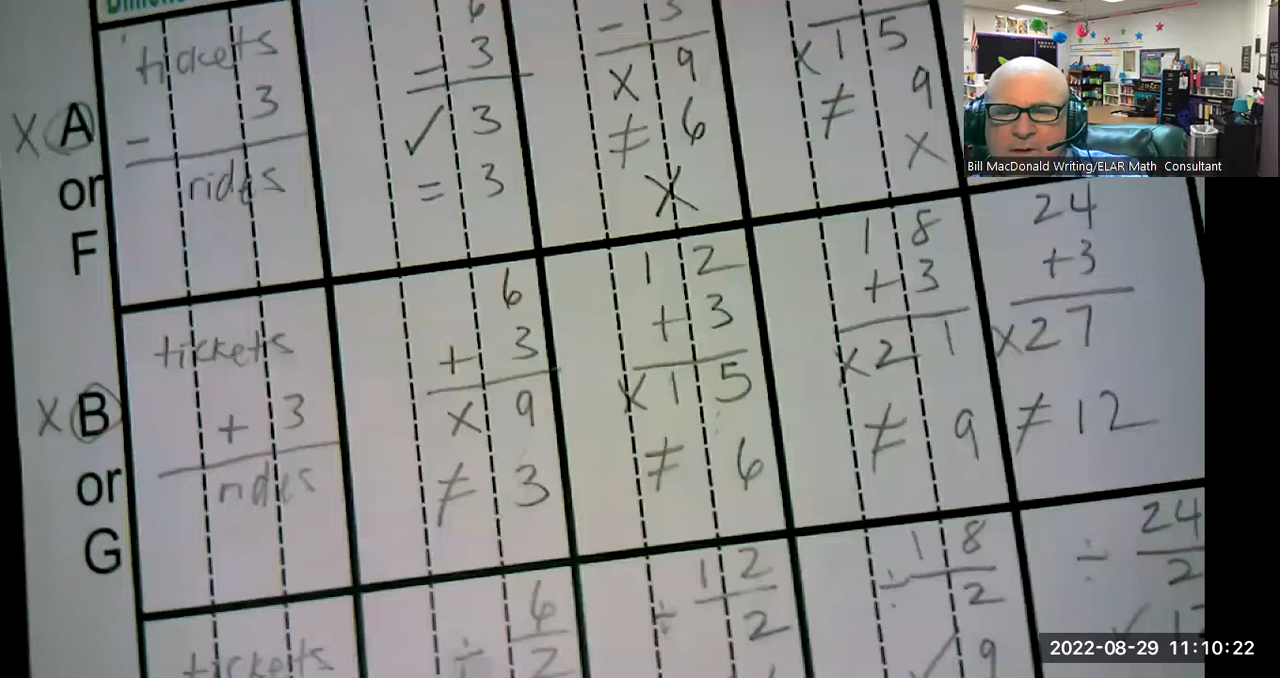 tickets
3
-
rides
X A
or
F
6
- 3
✓ 3
= 3
- 3
x 9
≠ 6
X
x 1 5
≠ 9
X
Bill MacDonald Writing/ELAR Math Consultant
tickets
+ 3
rides
X B
or
G
6
+ 3
x 9
≠ 3
1 2
+ 3
x 1 5
≠ 6
1 8
+ 3
x 2 1
≠ 9
24
+3
x 27
≠ 12
tickets
÷ 6
2
÷ 1 2
2
÷ 1 8
2
✓ 9
÷ 24
2
2022-08-29 11:10:22